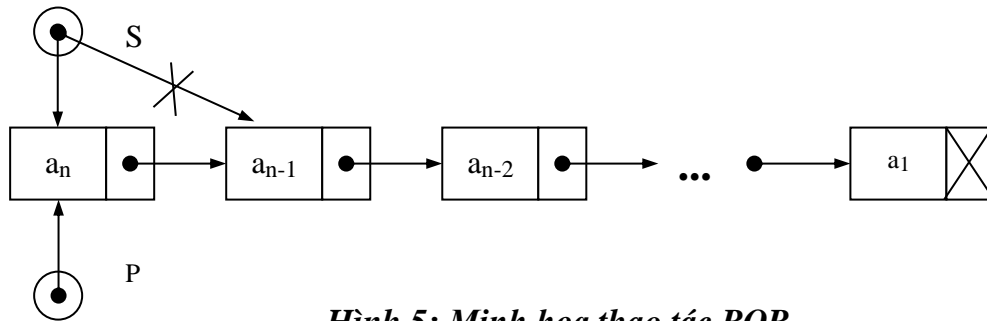 S
aₙ aₙ₋₁ aₙ₋₂ ... a₁
P
Hình 5: Minh họa thao tác POP